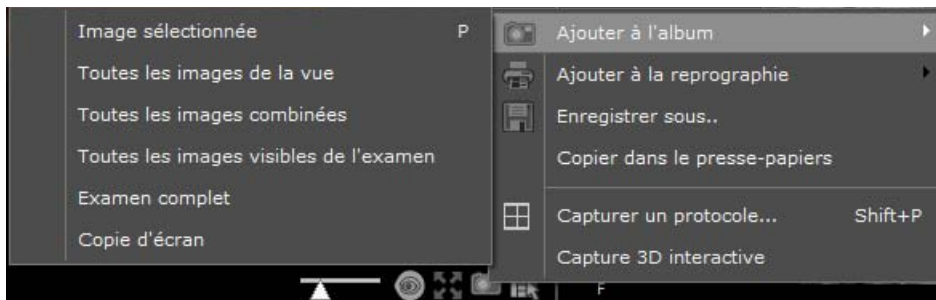 Image sélectionnée P
Toutes les images de la vue
Toutes les images combinées
Toutes les images visibles de l'examen
Examen complet
Copie d'écran
Ajouter à l'album
Ajouter à la reprographie
Enregistrer sous..
Copier dans le presse-papiers
Capturer un protocole... Shift+P
Capture 3D interactive
F